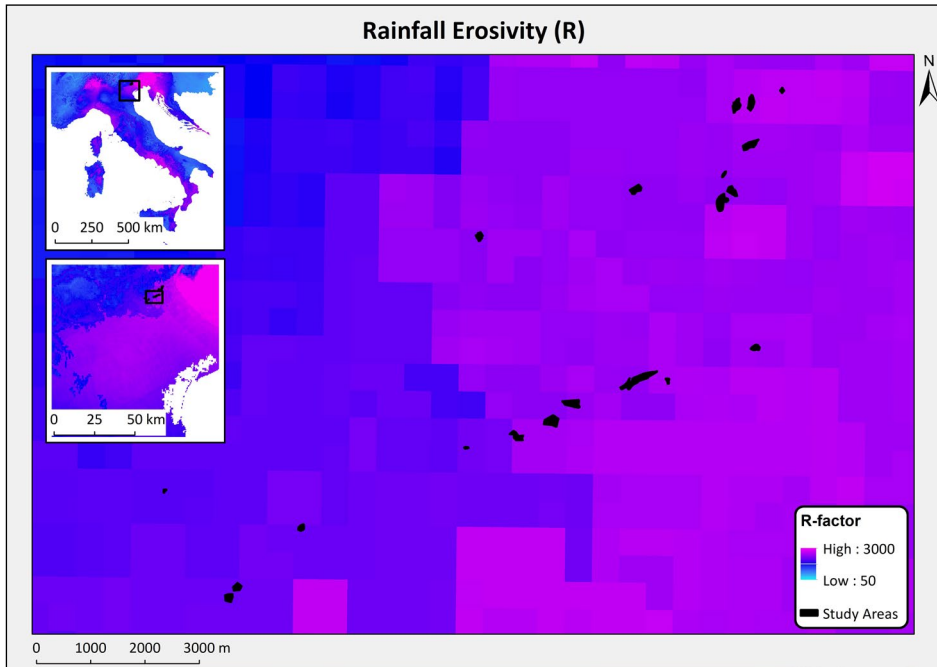 Rainfall Erosivity (R)
N
0 250 500 km
0 25 50 km
R-factor
High : 3000
Low : 50
Study Areas
0 1000 2000 3000 m